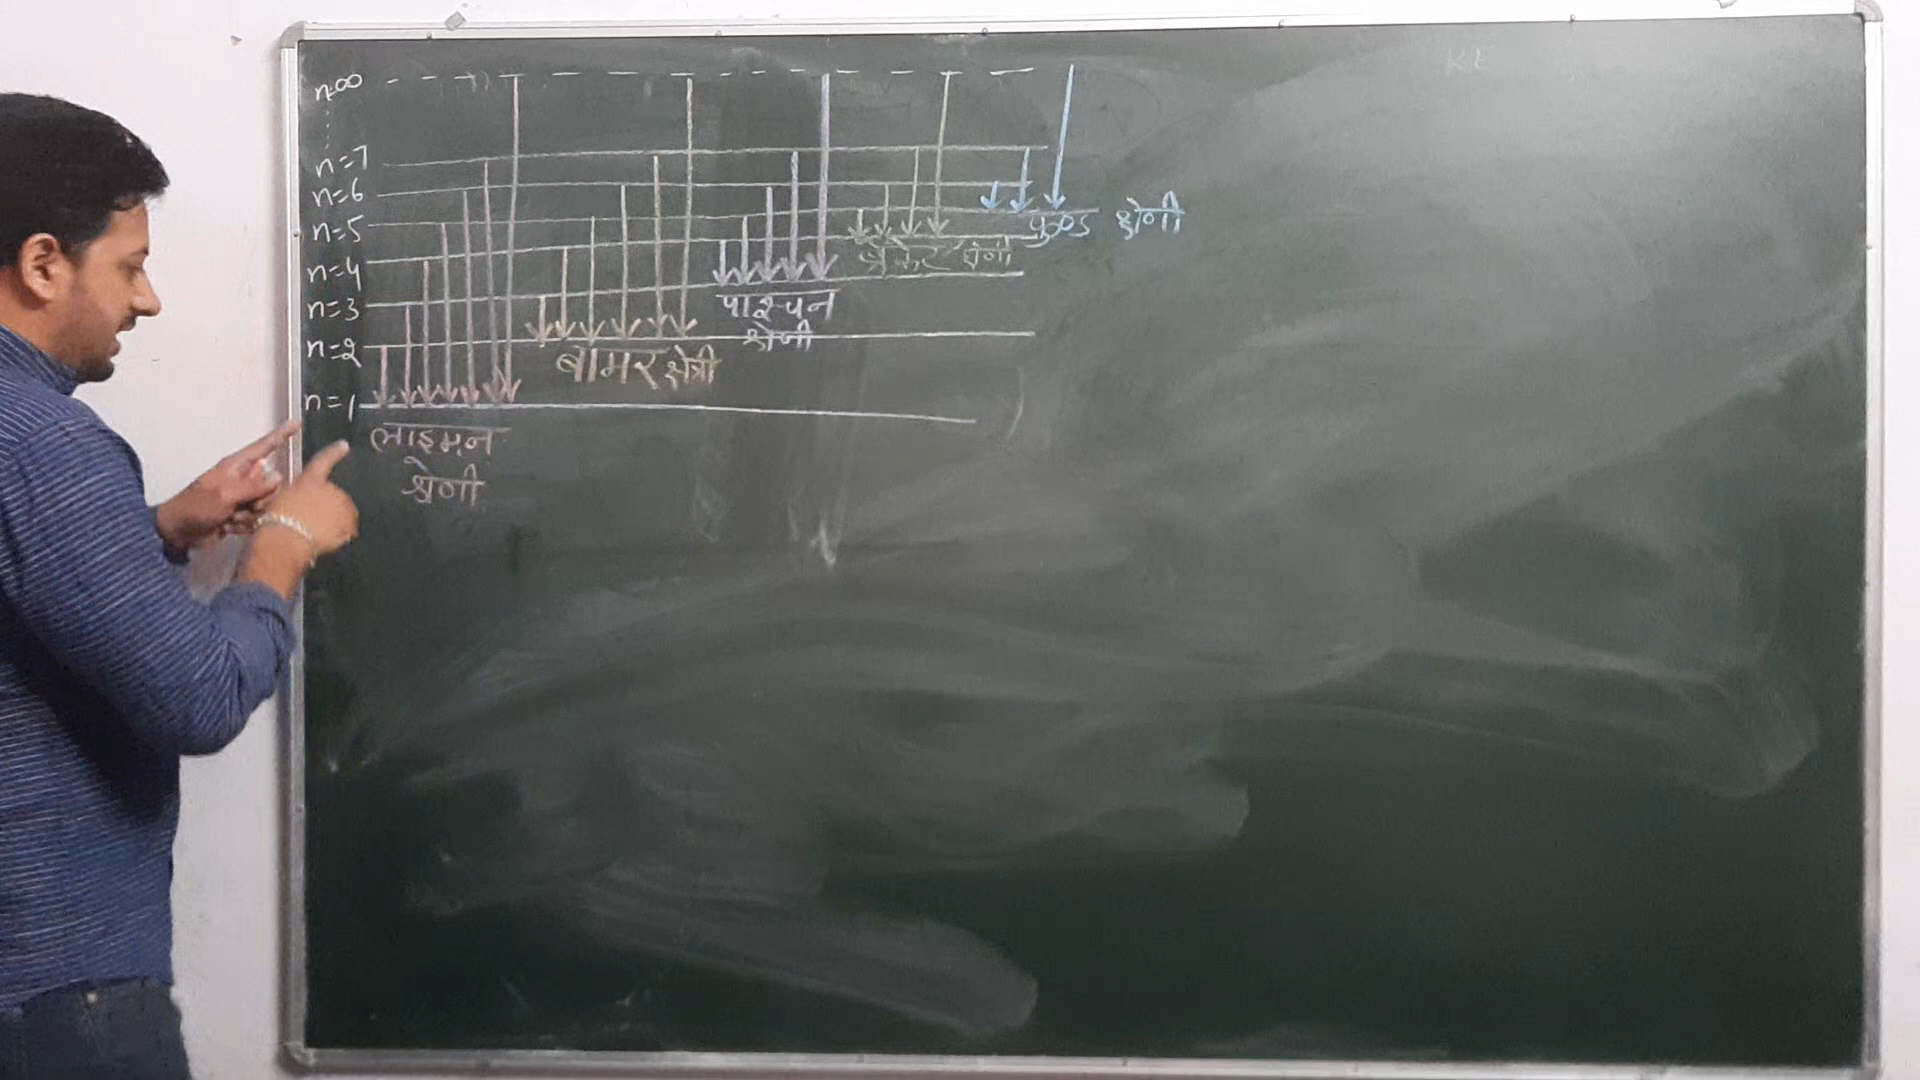 n=∞
n=7
n=6
n=5
n=4
n=3
n=2
n=1
लाइमन
श्रेणी
बामर क्षेत्री
पाश्चन
श्रेणी
ब्रेकेट श्रेणी
फुण्ड श्रेणी